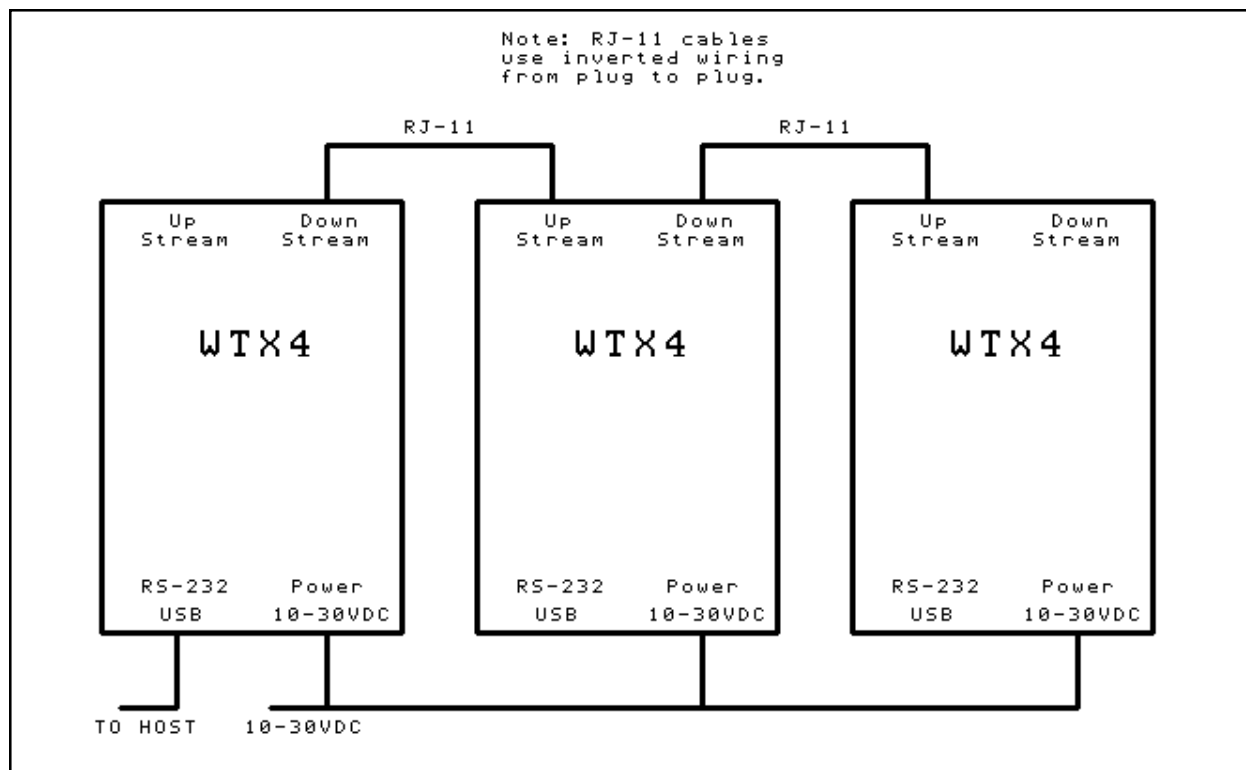 Note: RJ-11 cables
use inverted wiring
from plug to plug.
RJ-11
RJ-11
Up
Stream
Down
Stream
Up
Stream
Down
Stream
Up
Stream
Down
Stream
WTX4
WTX4
WTX4
RS-232
USB
Power
10-30VDC
RS-232
USB
Power
10-30VDC
RS-232
USB
Power
10-30VDC
TO HOST
10-30VDC